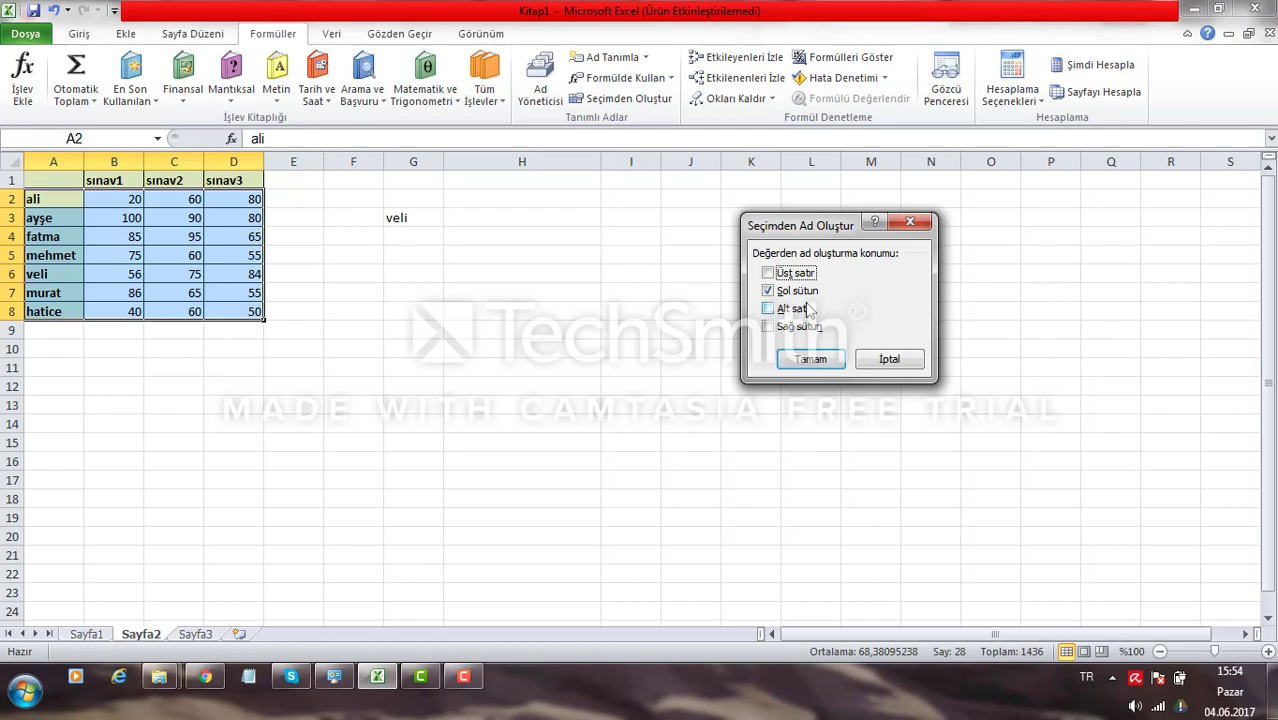 Kitap1 - Microsoft Excel (Ürün Etkinleştirilemedi)
Dosya Giriş Ekle Sayfa Düzeni Formüller Veri Gözden Geçir Görünüm
İşlev Ekle
Otomatik Toplam
En Son Kullanılan
Finansal
Mantıksal
Metin
Tarih ve Saat
Arama ve Başvuru
Matematik ve Trigonometri
Tüm İşlevler
İşlev Kitaplığı
Ad Yöneticisi
Ad Tanımla
Formülde Kullan
Seçimden Oluştur
Tanımlı Adlar
Etkileyenleri İzle
Etkilenenleri İzle
Okları Kaldır
Formülleri Göster
Hata Denetimi
Formülü Değerlendir
Formül Denetleme
Gözcü Penceresi
Hesaplama Seçenekleri
Şimdi Hesapla
Sayfayı Hesapla
Hesaplama
A2 fx ali
A B C D E F G H I J K L M N O P Q R S
1 sınav1 sınav2 sınav3
2 ali 20 60 80
3 ayşe 100 90 80 veli
4 fatma 85 95 65
5 mehmet 75 60 55
6 veli 56 75 84
7 murat 86 65 55
8 hatice 40 60 50
9
10
11
12
13
14
15
16
17
18
19
20
21
22
23
24
Seçimden Ad Oluştur
Değerden ad oluşturma konumu:
Üst satır
Sol sütun
Alt
Sağ sütun
Tamam İptal
TechSmith®
MADE WITH CAMTASIA FREE TRIAL
Sayfa1 Sayfa2 Sayfa3
Hazır Ortalama: 68,38095238 Say: 28 Toplam: 1436 %100
TR 15:54
Pazar
04.06.2017